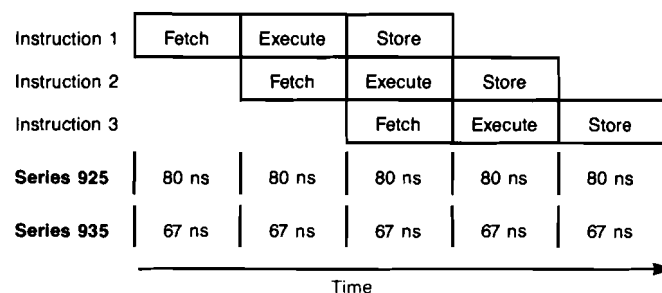 Instruction 1 Fetch Execute Store
Instruction 2 Fetch Execute Store
Instruction 3 Fetch Execute Store
Series 925 80 ns 80 ns 80 ns 80 ns 80 ns
Series 935 67 ns 67 ns 67 ns 67 ns 67 ns
Time